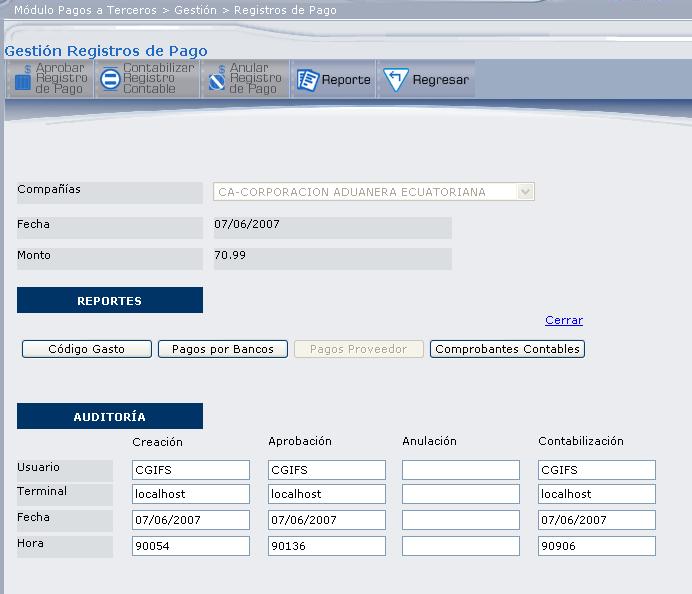 Módulo Pagos a Terceros > Gestión > Registros de Pago
Gestión Registros de Pago
Aprobar Registro de Pago
Contabilizar Registro Contable
Anular Registro de Pago
Reporte
Regresar
Compañías CA-CORPORACION ADUANERA ECUATORIANA
Fecha 07/06/2007
Monto 70.99
REPORTES
Cerrar
Código Gasto Pagos por Bancos Pagos Proveedor Comprobantes Contables
AUDITORÍA
Creación Aprobación Anulación Contabilización
Usuario CGIFS CGIFS CGIFS
Terminal localhost localhost localhost
Fecha 07/06/2007 07/06/2007 07/06/2007
Hora 90054 90136 90906